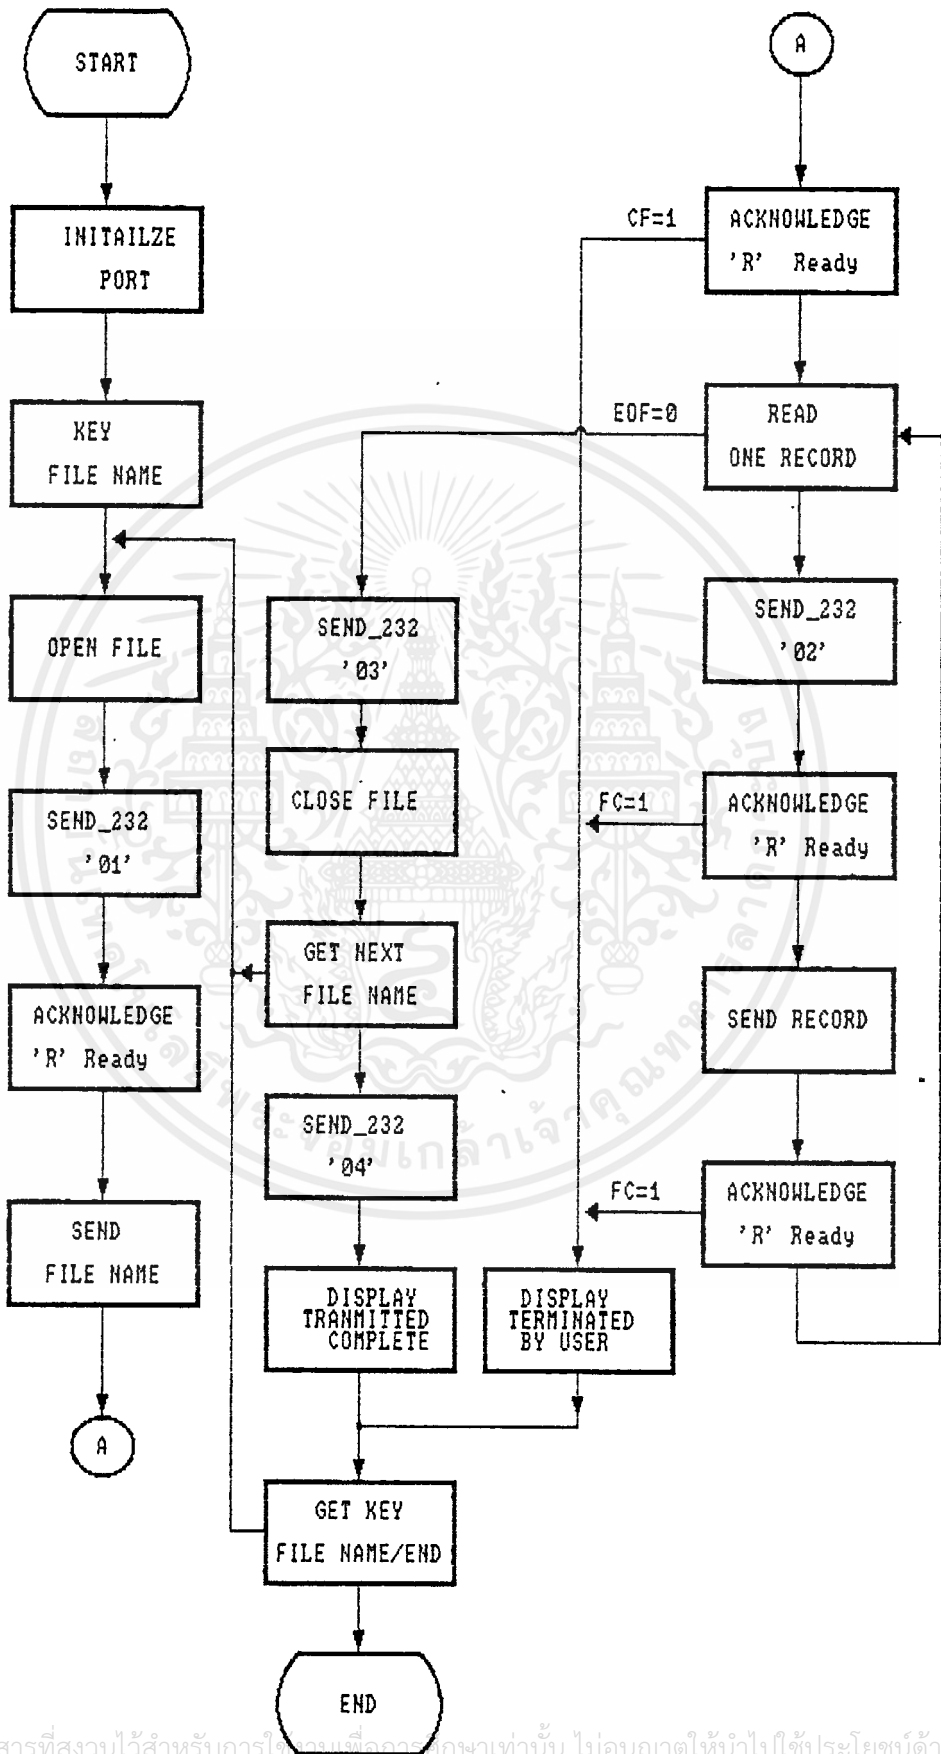 START
INITAILZE
PORT
KEY
FILE NAME
OPEN FILE
SEND_232
'01'
ACKNOWLEDGE
'R' Ready
SEND
FILE NAME
A
A
CF=1
ACKNOWLEDGE
'R' Ready
EOF=0
READ
ONE RECORD
SEND_232
'02'
FC=1
ACKNOWLEDGE
'R' Ready
SEND RECORD
FC=1
ACKNOWLEDGE
'R' Ready
SEND_232
'03'
CLOSE FILE
GET NEXT
FILE NAME
SEND_232
'04'
DISPLAY
TRANMITTED
COMPLETE
DISPLAY
TERMINATED
BY USER
GET KEY
FILE NAME/END
END